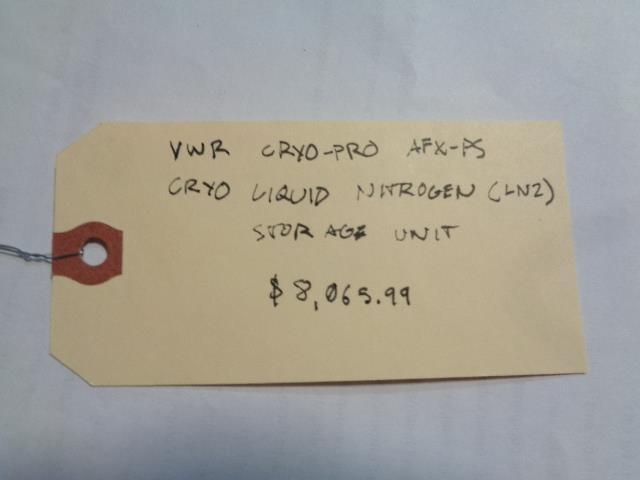 VWR CRYO-PRO AFX-PS
CRYO LIQUID NITROGEN (LN2)
STORAGE UNIT
$8,065.99